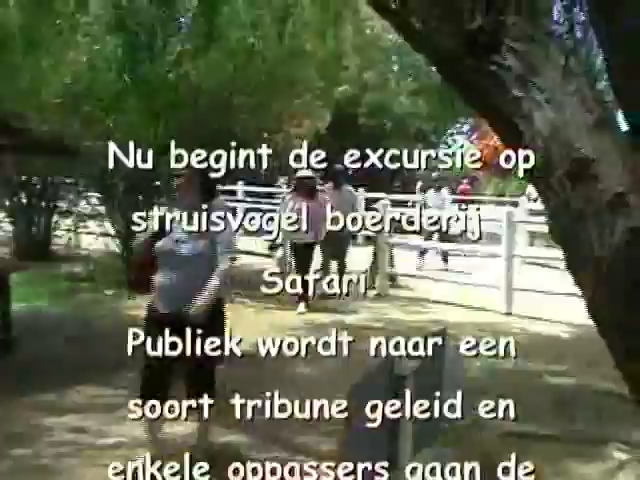 Nu begint de excursie op
struisvogel boerderij
Safari!
Publiek wordt naar een
soort tribune geleid en
enkele oppassers gaan de